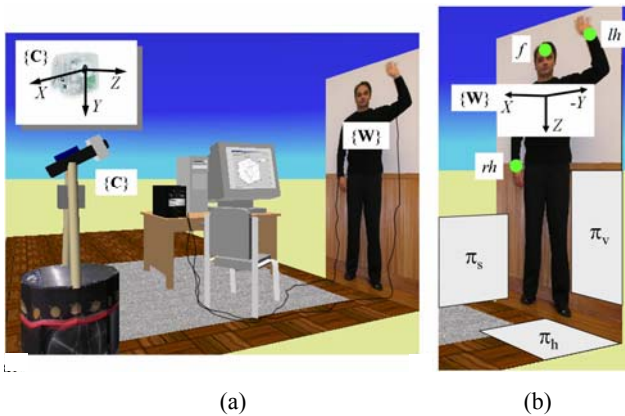 {C}
X
Y
Z
{C}
{W}
(a)
f
lh
{W}
X
-Y
Z
rh
πs
πv
πh
(b)